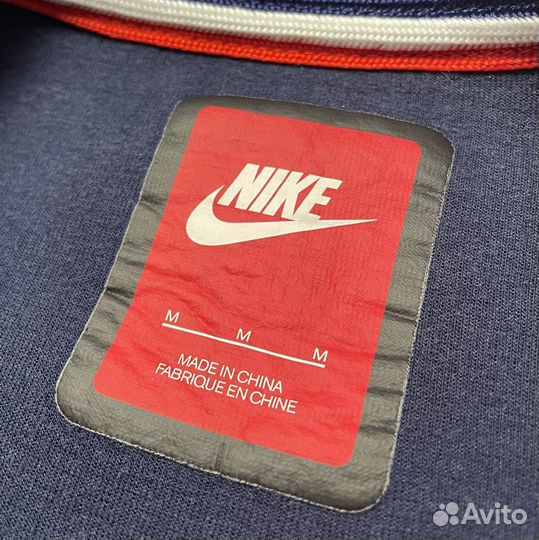 NIKE
M M M
MADE IN CHINA
FABRIQUE EN CHINE
Avito